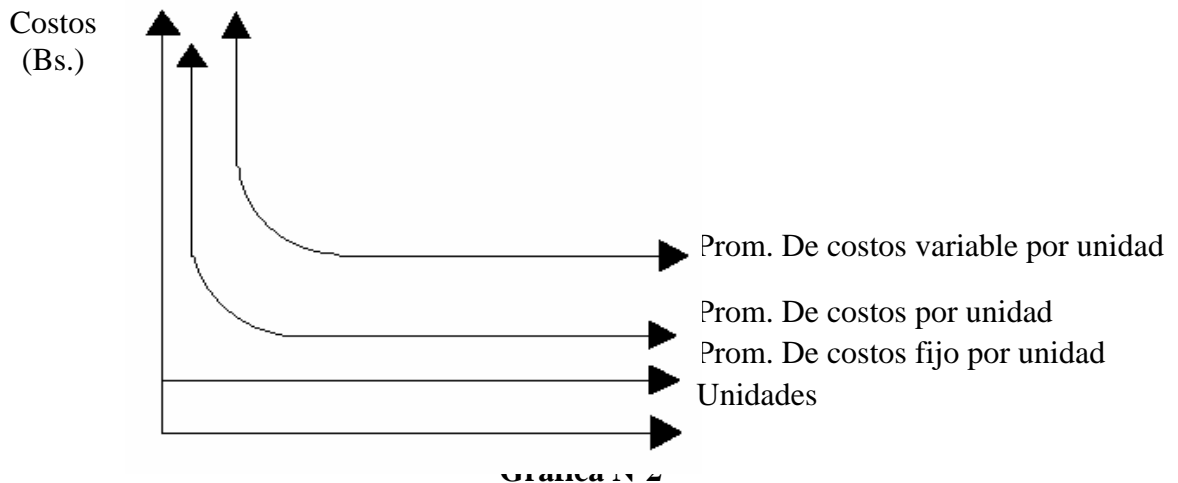 Costos
(Bs.)
Prom. De costos variable por unidad
Prom. De costos por unidad
Prom. De costos fijo por unidad
Unidades